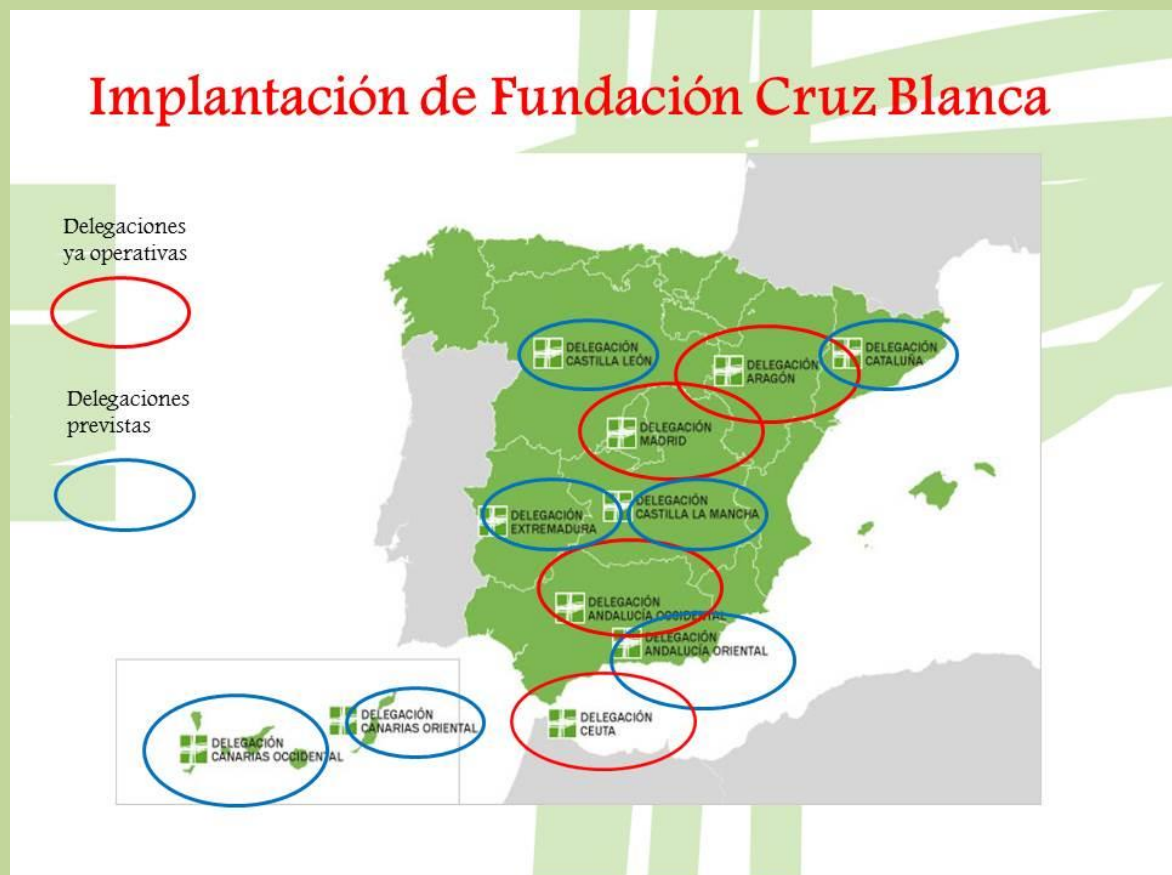 Implantación de Fundación Cruz Blanca
Delegaciones
ya operativas
Delegaciones
previstas
DELEGACIÓN
CASTILLA LEÓN
DELEGACIÓN
ARAGÓN
DELEGACIÓN
CATALUÑA
DELEGACIÓN
MADRID
DELEGACIÓN
EXTREMADURA
DELEGACIÓN
CASTILLA LA MANCHA
DELEGACIÓN
ANDALUCÍA OCCIDENTAL
DELEGACIÓN
ANDALUCÍA ORIENTAL
DELEGACIÓN
CEUTA
DELEGACIÓN
CANARIAS ORIENTAL
DELEGACIÓN
CANARIAS OCCIDENTAL